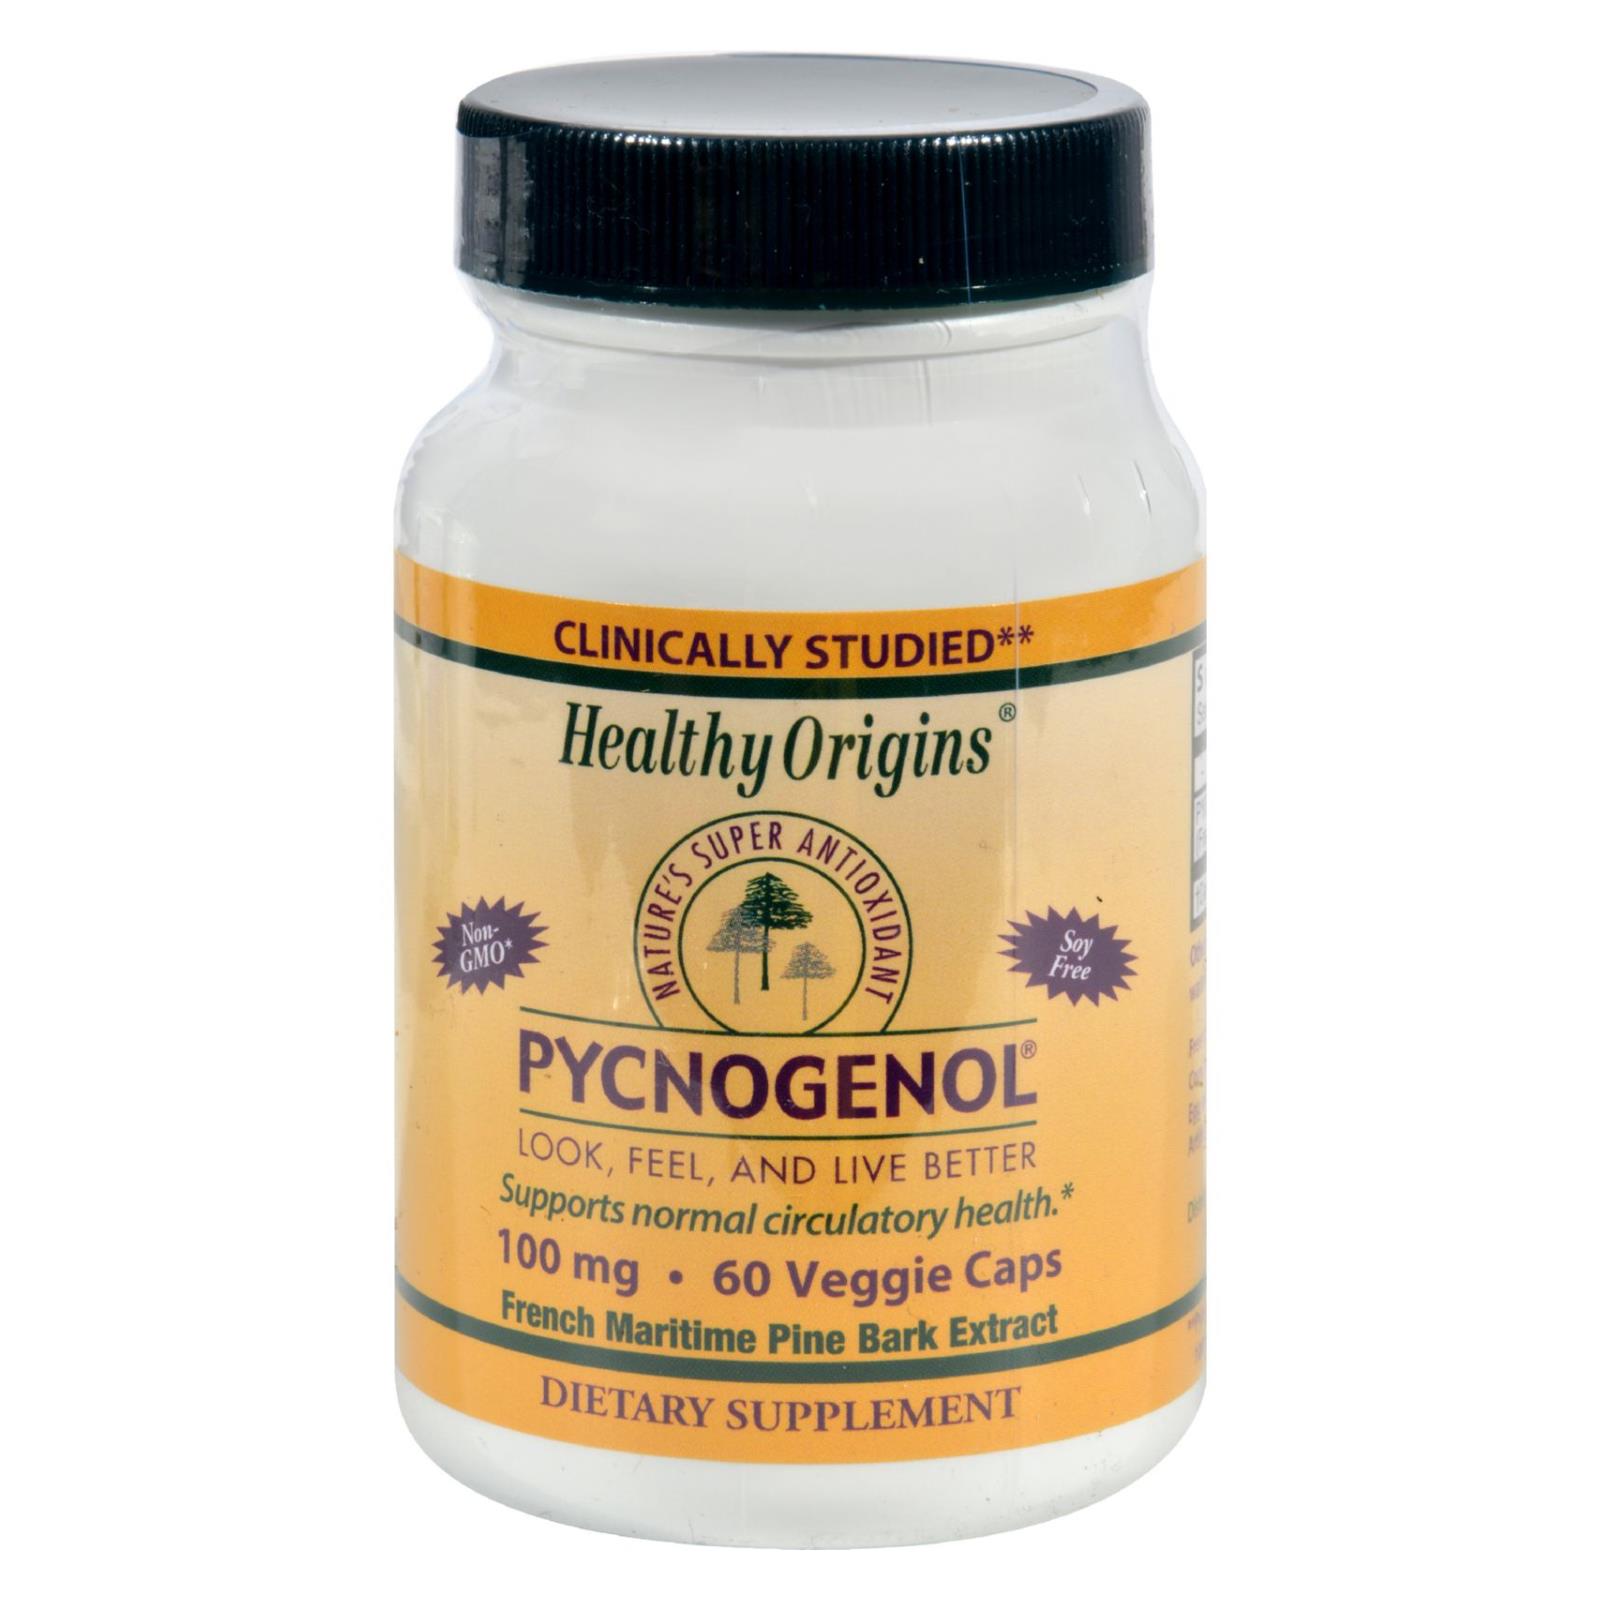 CLINICALLY STUDIED**
Healthy Origins®
NATURE'S SUPER ANTIOXIDANT
Non-
GMO*
Soy
Free
PYCNOGENOL®
LOOK, FEEL, AND LIVE BETTER
Supports normal circulatory health.*
100 mg • 60 Veggie Caps
French Maritime Pine Bark Extract
DIETARY SUPPLEMENT